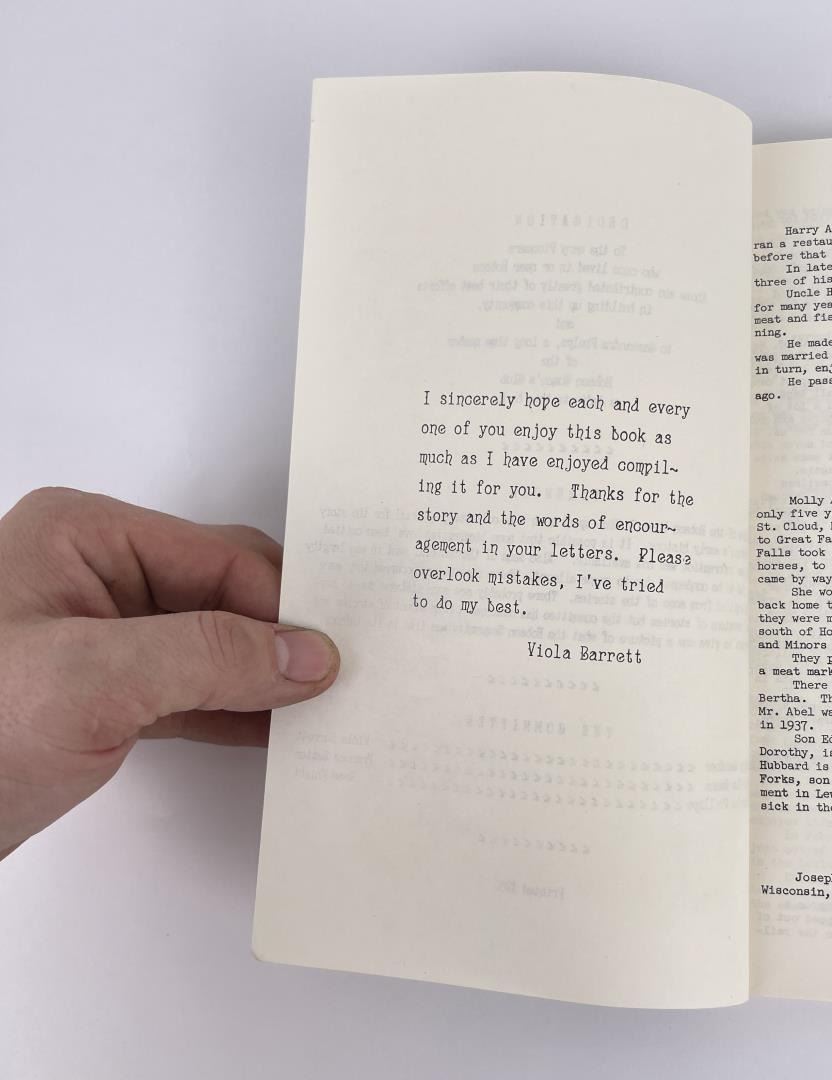 I sincerely hope each and every
one of you enjoy this book as
much as I have enjoyed compil~
ing it for you. Thanks for the
story and the words of encour~
agement in your letters. Please
overlook mistakes, I've tried
to do my best.
Viola Barrett
Harry A
ran a restau
before that
In late
three of his
Uncle H
for many yea
meat and fis
ning.
He made
was married
in turn, enj
He pass
ago.
Molly
only five y
St. Cloud,
to Great Fa
Falls took
horses, to
came by way
She wo
back home t
they were m
south of Ho
and Minors
They p
a meat mark
There
Bertha. Th
Mr. Abel wa
in 1937.
Son Ed
Dorothy, is
Hubbard is
Forks, son
ment in Lew
sick in the
Josep
Wisconsin,